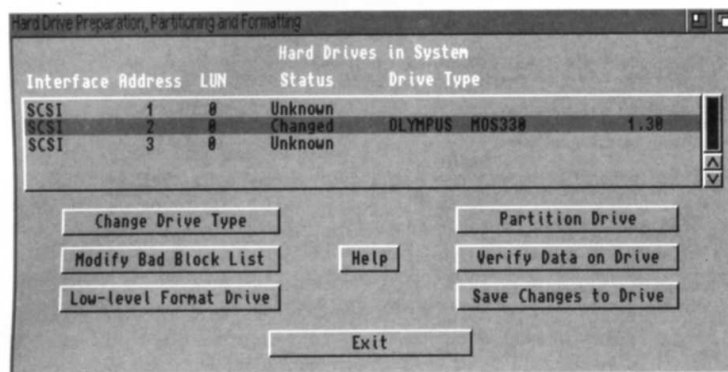 Hard Drive Preparation, Partitioning and Formatting
Hard Drives in System
Interface Address LUN Status Drive Type
SCSI 1 0 Unknown
SCSI 2 0 Changed OLYMPUS MOS330 1.30
SCSI 3 0 Unknown
Change Drive Type Partition Drive
Modify Bad Block List Help Verify Data on Drive
Low-level Format Drive Save Changes to Drive
Exit